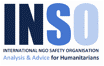 INSO
INTERNATIONAL NGO SAFETY ORGANISATION
Analysis & Advice for Humanitarians